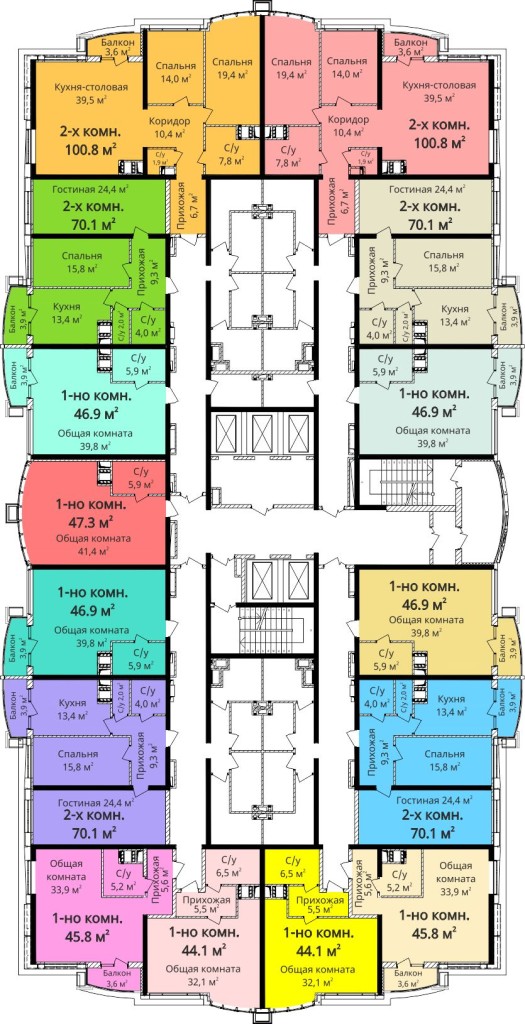 Балкон
3,6 м²
Спальня
14,0 м²
Спальня
19,4 м²
Кухня-столовая
39,5 м²
2-х комн.
100.8 м²
Коридор
10,4 м²
С/у
1,9 м²
С/у
7,8 м²
Прихожая
6,7 м²
Спальня
19,4 м²
Спальня
14,0 м²
Балкон
3,6 м²
Кухня-столовая
39,5 м²
Коридор
10,4 м²
2-х комн.
100.8 м²
С/у
7,8 м²
С/у
1,9 м²
Прихожая
6,7 м²
Гостиная 24,4 м²
2-х комн.
70.1 м²
Спальня
15,8 м²
Прихожая
9,3 м²
Кухня
13,4 м²
С/у 2,0 м²
С/у
4,0 м²
Балкон
3,9 м²
Гостиная 24,4 м²
2-х комн.
70.1 м²
Прихожая
9,3 м²
Спальня
15,8 м²
С/у
4,0 м²
С/у 2,0 м²
Кухня
13,4 м²
Балкон
3,9 м²
Балкон
3,9 м²
С/у
5,9 м²
1-но комн.
46.9 м²
Общая комната
39,8 м²
С/у
5,9 м²
Балкон
3,9 м²
1-но комн.
46.9 м²
Общая комната
39,8 м²
С/у
5,9 м²
1-но комн.
47.3 м²
Общая комната
41,4 м²
1-но комн.
46.9 м²
Общая комната
39,8 м²
Балкон
3,9 м²
С/у
5,9 м²
1-но комн.
46.9 м²
Общая комната
39,8 м²
С/у
5,9 м²
Балкон
3,9 м²
Балкон
3,9 м²
Кухня
13,4 м²
С/у 2,0 м²
С/у
4,0 м²
Спальня
15,8 м²
Прихожая
9,3 м²
Гостиная 24,4 м²
2-х комн.
70.1 м²
С/у
4,0 м²
С/у 2,0 м²
Кухня
13,4 м²
Балкон
3,9 м²
Прихожая
9,3 м²
Спальня
15,8 м²
Гостиная 24,4 м²
2-х комн.
70.1 м²
Общая
комната
33,9 м²
С/у
5,2 м²
Прихожая
5,6 м²
1-но комн.
45.8 м²
Балкон
3,6 м²
С/у
6,5 м²
Прихожая
5,5 м²
1-но комн.
44.1 м²
Общая комната
32,1 м²
С/у
6,5 м²
Прихожая
5,5 м²
1-но комн.
44.1 м²
Общая комната
32,1 м²
Прихожая
5,6 м²
С/у
5,2 м²
Общая
комната
33,9 м²
1-но комн.
45.8 м²
Балкон
3,6 м²